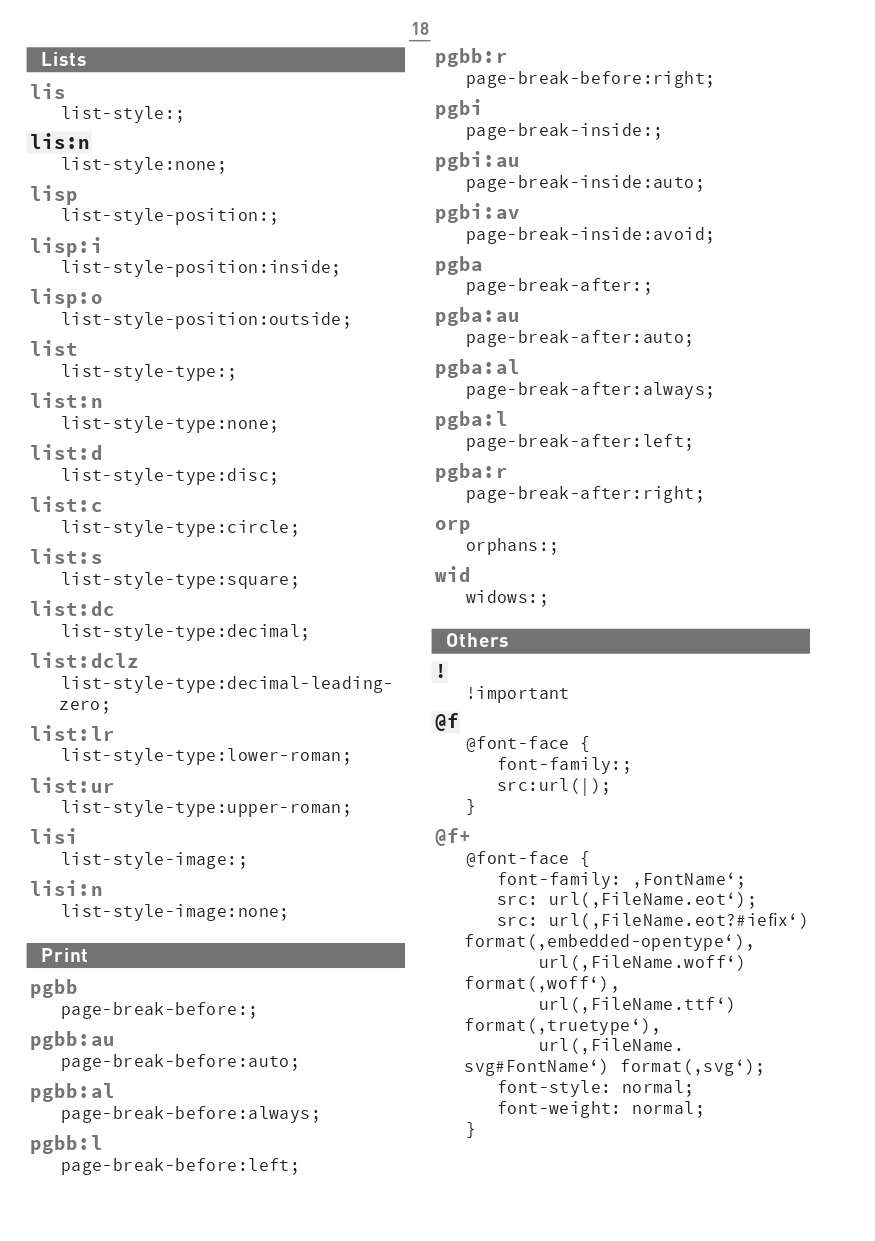 18
Lists
lis
list-style:;
lis:n
list-style:none;
lisp
list-style-position:;
lisp:i
list-style-position:inside;
lisp:o
list-style-position:outside;
list
list-style-type:;
list:n
list-style-type:none;
list:d
list-style-type:disc;
list:c
list-style-type:circle;
list:s
list-style-type:square;
list:dc
list-style-type:decimal;
list:dclz
list-style-type:decimal-leading-
zero;
list:lr
list-style-type:lower-roman;
list:ur
list-style-type:upper-roman;
lisi
list-style-image:;
lisi:n
list-style-image:none;
Print
pgbb
page-break-before:;
pgbb:au
page-break-before:auto;
pgbb:al
page-break-before:always;
pgbb:l
page-break-before:left;
pgbb:r
page-break-before:right;
pgbi
page-break-inside:;
pgbi:au
page-break-inside:auto;
pgbi:av
page-break-inside:avoid;
pgba
page-break-after:;
pgba:au
page-break-after:auto;
pgba:al
page-break-after:always;
pgba:l
page-break-after:left;
pgba:r
page-break-after:right;
orp
orphans:;
wid
widows:;
Others
!
!important
@f
@font-face {
font-family:;
src:url(|);
}
@f+
@font-face {
font-family: ‚FontName‘;
src: url(‚FileName.eot‘);
src: url(‚FileName.eot?#iefix‘)
format(‚embedded-opentype‘),
url(‚FileName.woff‘)
format(‚woff‘),
url(‚FileName.ttf‘)
format(‚truetype‘),
url(‚FileName.
svg#FontName‘) format(‚svg‘);
font-style: normal;
font-weight: normal;
}